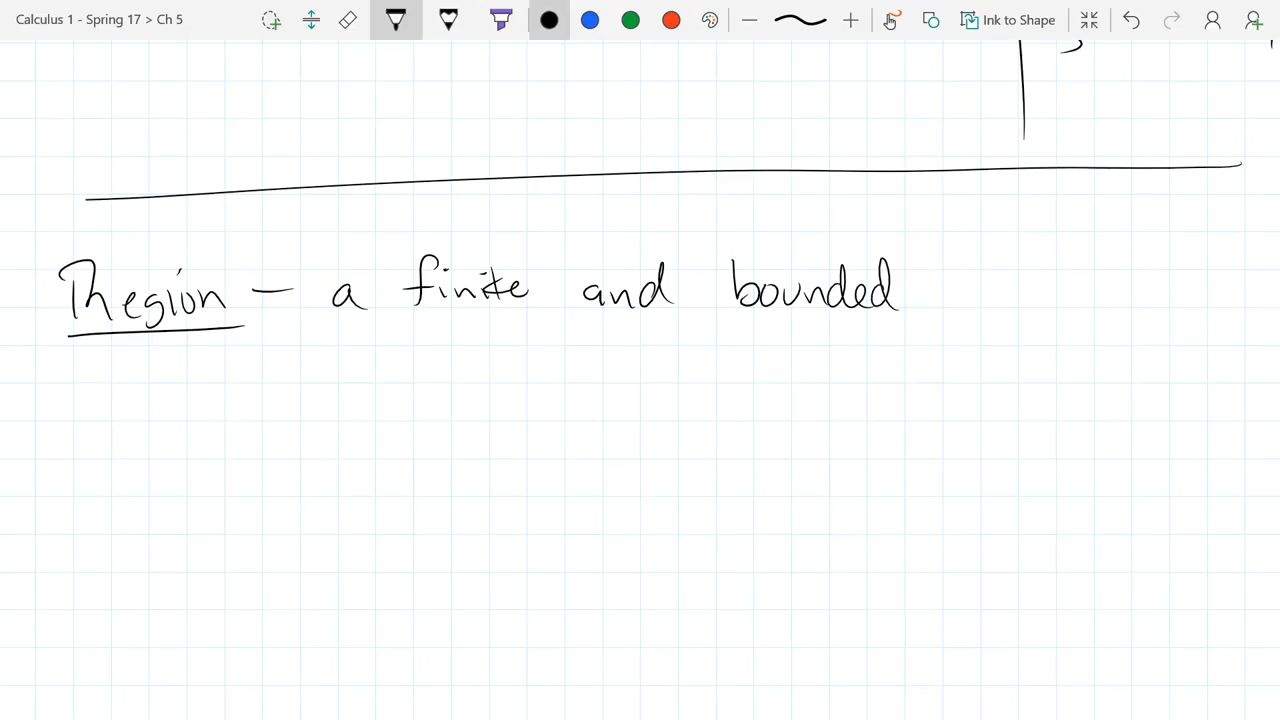 Calculus 1 - Spring 17 > Ch 5
Ink to Shape
Region — a finite and bounded